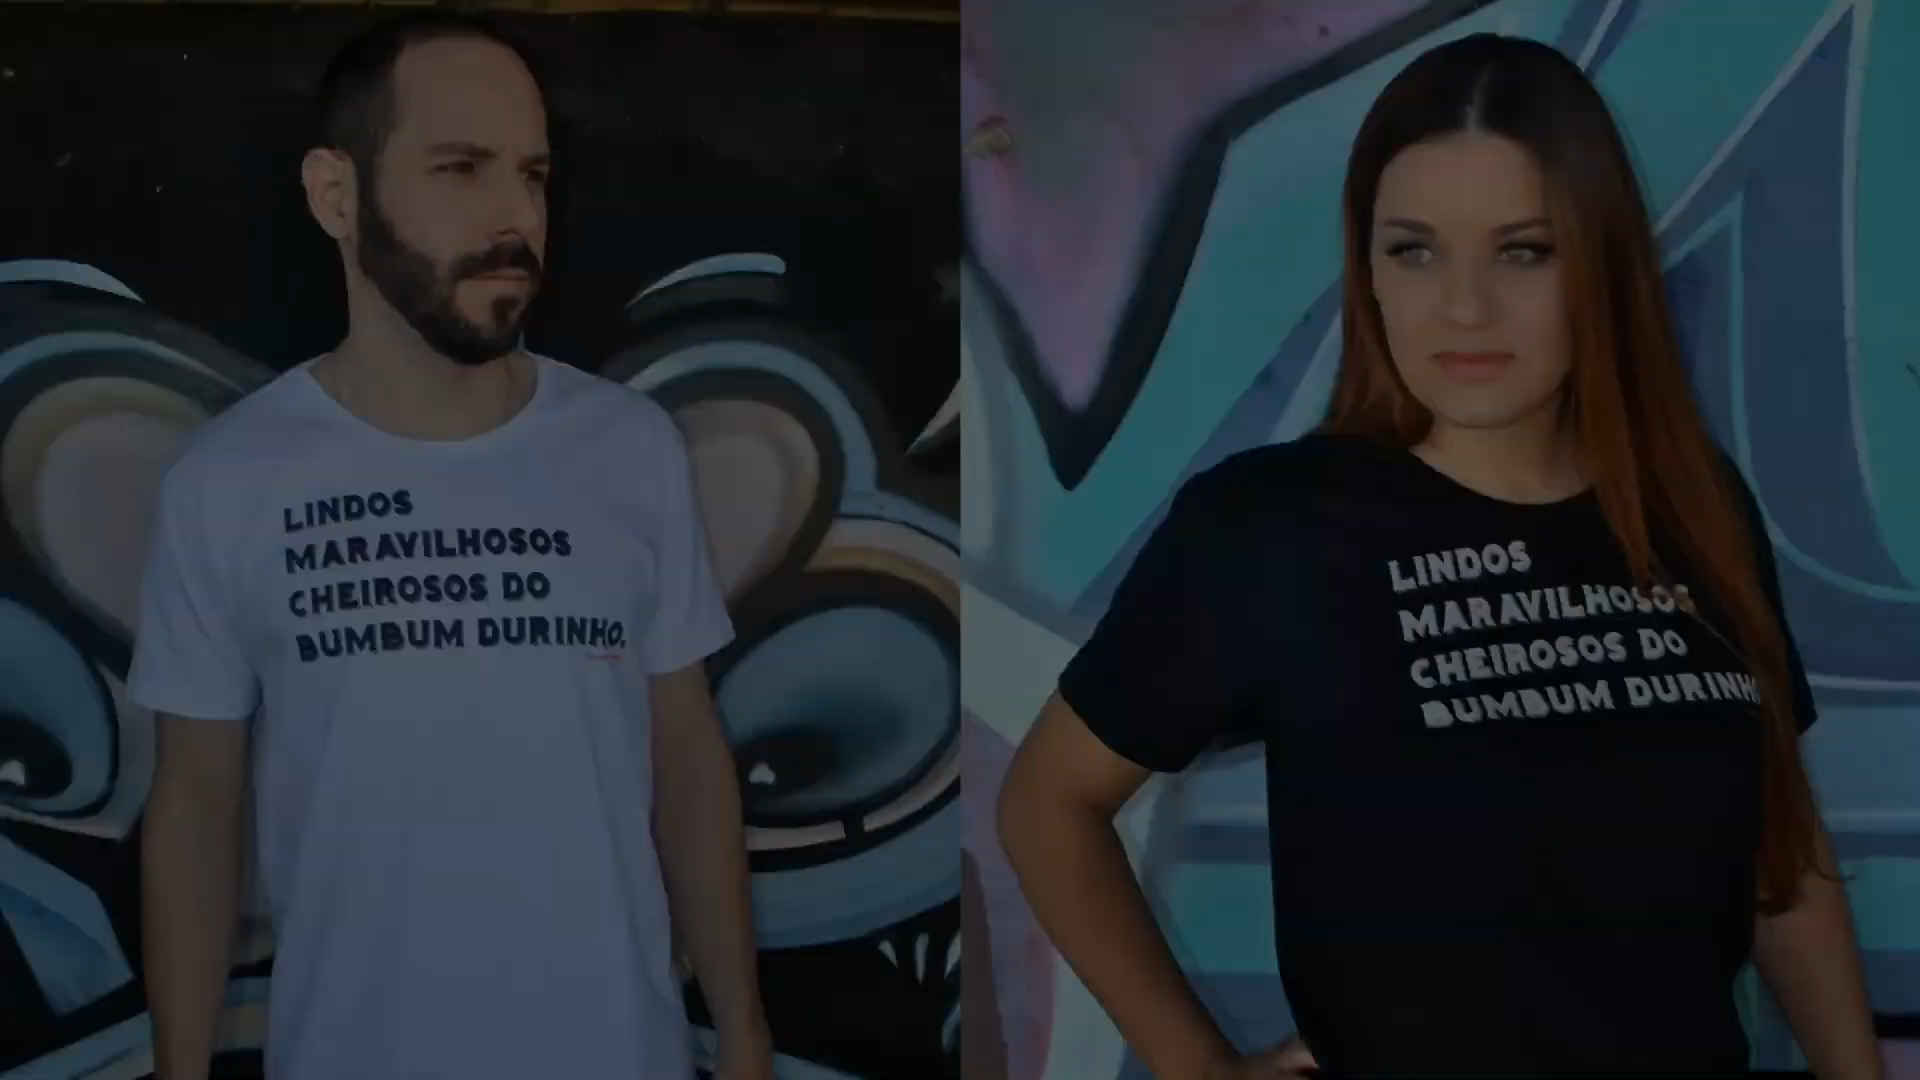 LINDOS
MARAVILHOSOS
CHEIROSOS DO
BUMBUM DURINHO.
LINDOS
MARAVILHOSOS
CHEIROSOS DO
BUMBUM DURINHO